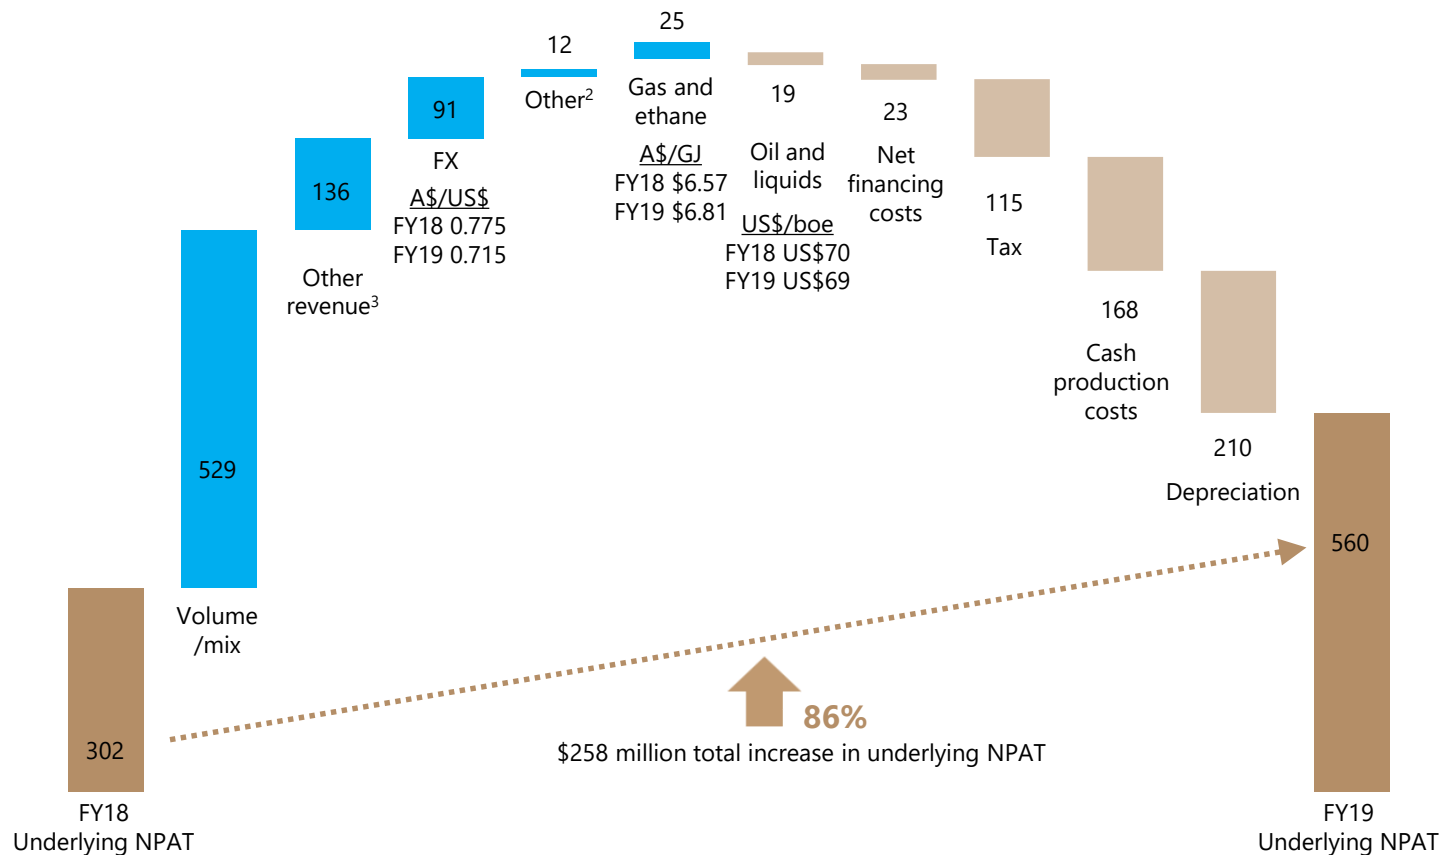 302
FY18
Underlying NPAT
529
Volume
/mix
136
Other
revenue³
91
FX
A$/US$
FY18 0.775
FY19 0.715
12
Other²
25
Gas and
ethane
A$/GJ
FY18 $6.57
FY19 $6.81
19
Oil and
liquids
US$/boe
FY18 US$70
FY19 US$69
23
Net
financing
costs
115
Tax
168
Cash
production
costs
210
Depreciation
560
FY19
Underlying NPAT
86%
$258 million total increase in underlying NPAT